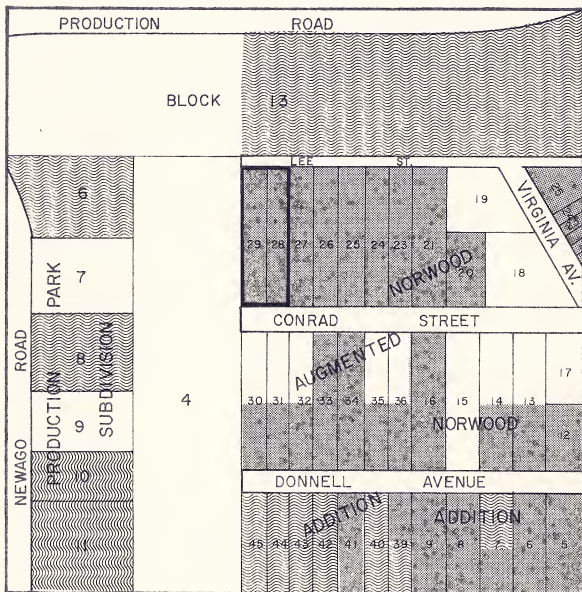 PRODUCTION ROAD
BLOCK 13
LEE ST.
VIRGINIA AV.
6
19
29 28 27 26 25 24 23 21
20
18
NORWOOD
7
PARK
CONRAD STREET
AUGMENTED
8
SUBDIVISION
ROAD
4
17
30 31 32 33 34 35 36 16 15 14 13
NORWOOD
12
9
PRODUCTION
10
NEWAGO
DONNELL AVENUE
ADDITION
ADDITION
11
45 44 43 42 41 40 39 9 8 7 6 5